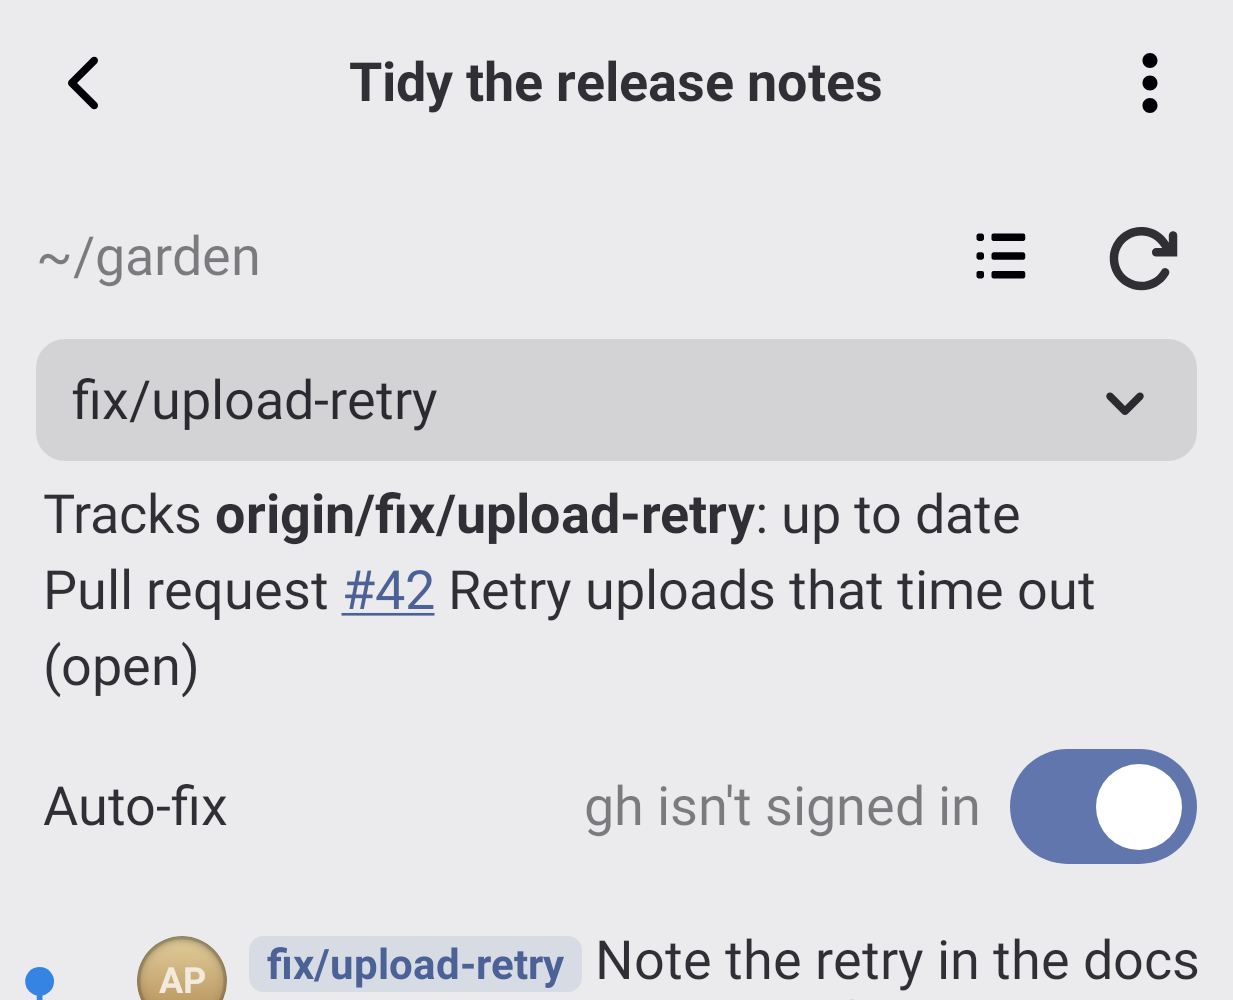 Tidy the release notes
~/garden
fix/upload-retry
Tracks origin/fix/upload-retry: up to date
Pull request #42 Retry uploads that time out
(open)
Auto-fix gh isn't signed in
AP fix/upload-retry Note the retry in the docs